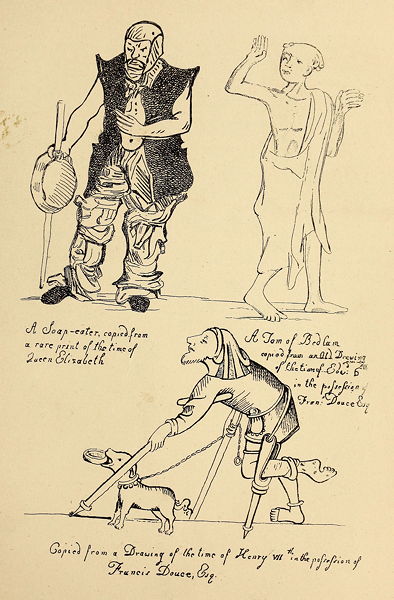 A Soap-eater, copied from
a rare print of the time of
Queen Elizabeth
A Tom of Bedlam
copied from an Old Drawing
of the time of Edw:
in the possession of
Fran: Douce Esq
Copied from a Drawing of the time of Henry VII th in the possession of
Francis Douce, Esq.